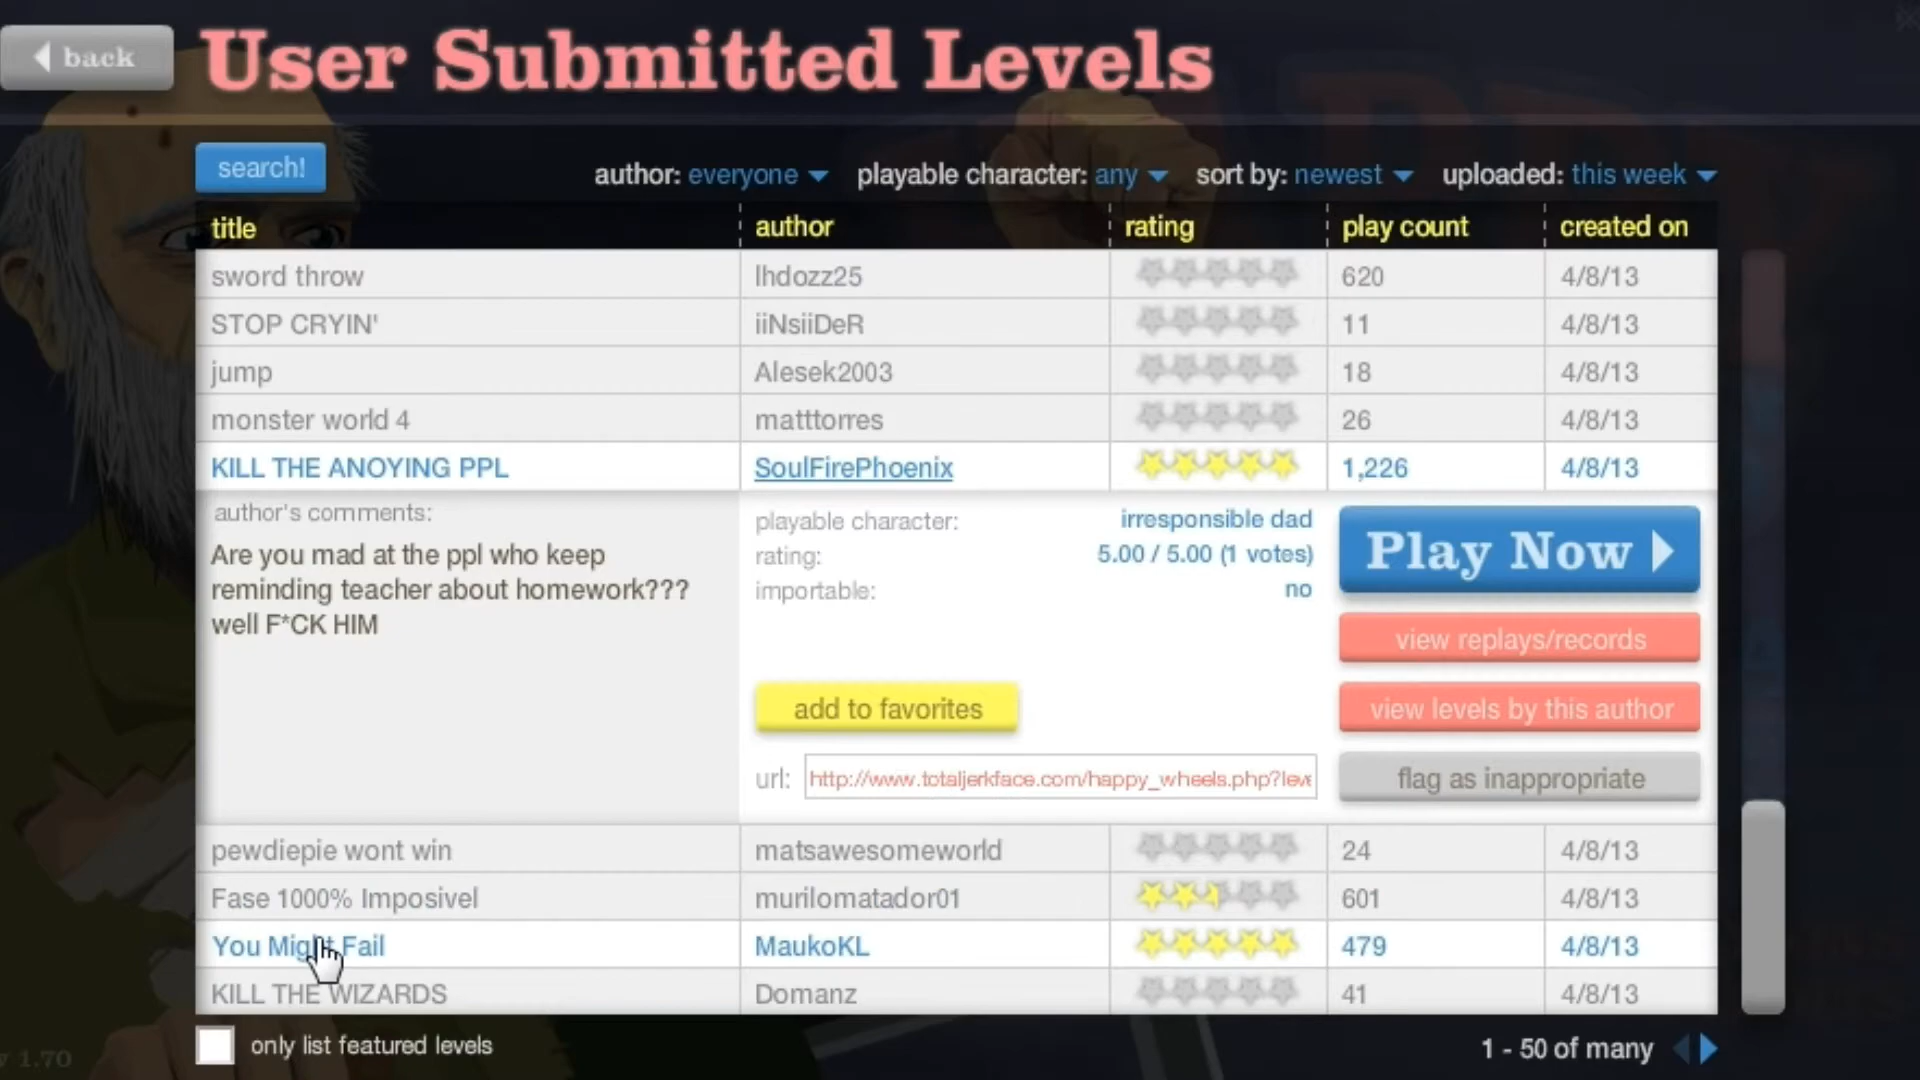 back
User Submitted Levels
search!
author: everyone playable character: any sort by: newest uploaded: this week
title author rating play count created on
sword throw lhdozz25 620 4/8/13
STOP CRYIN' iiNsiiDeR 11 4/8/13
jump Alesek2003 18 4/8/13
monster world 4 matttorres 26 4/8/13
KILL THE ANOYING PPL SoulFirePhoenix 1,226 4/8/13
author's comments:
Are you mad at the ppl who keep
reminding teacher about homework???
well F*CK HIM
playable character: irresponsible dad
rating: 5.00 / 5.00 (1 votes)
importable: no
add to favorites
url: http://www.totaljerkface.com/happy_wheels.php?leve
Play Now
view replays/records
view levels by this author
flag as inappropriate
pewdiepie wont win matsawesomeworld 24 4/8/13
Fase 1000% Imposivel murilomatador01 601 4/8/13
You Might Fail MaukoKL 479 4/8/13
KILL THE WIZARDS Domanz 41 4/8/13
only list featured levels
1 - 50 of many
v 1.70